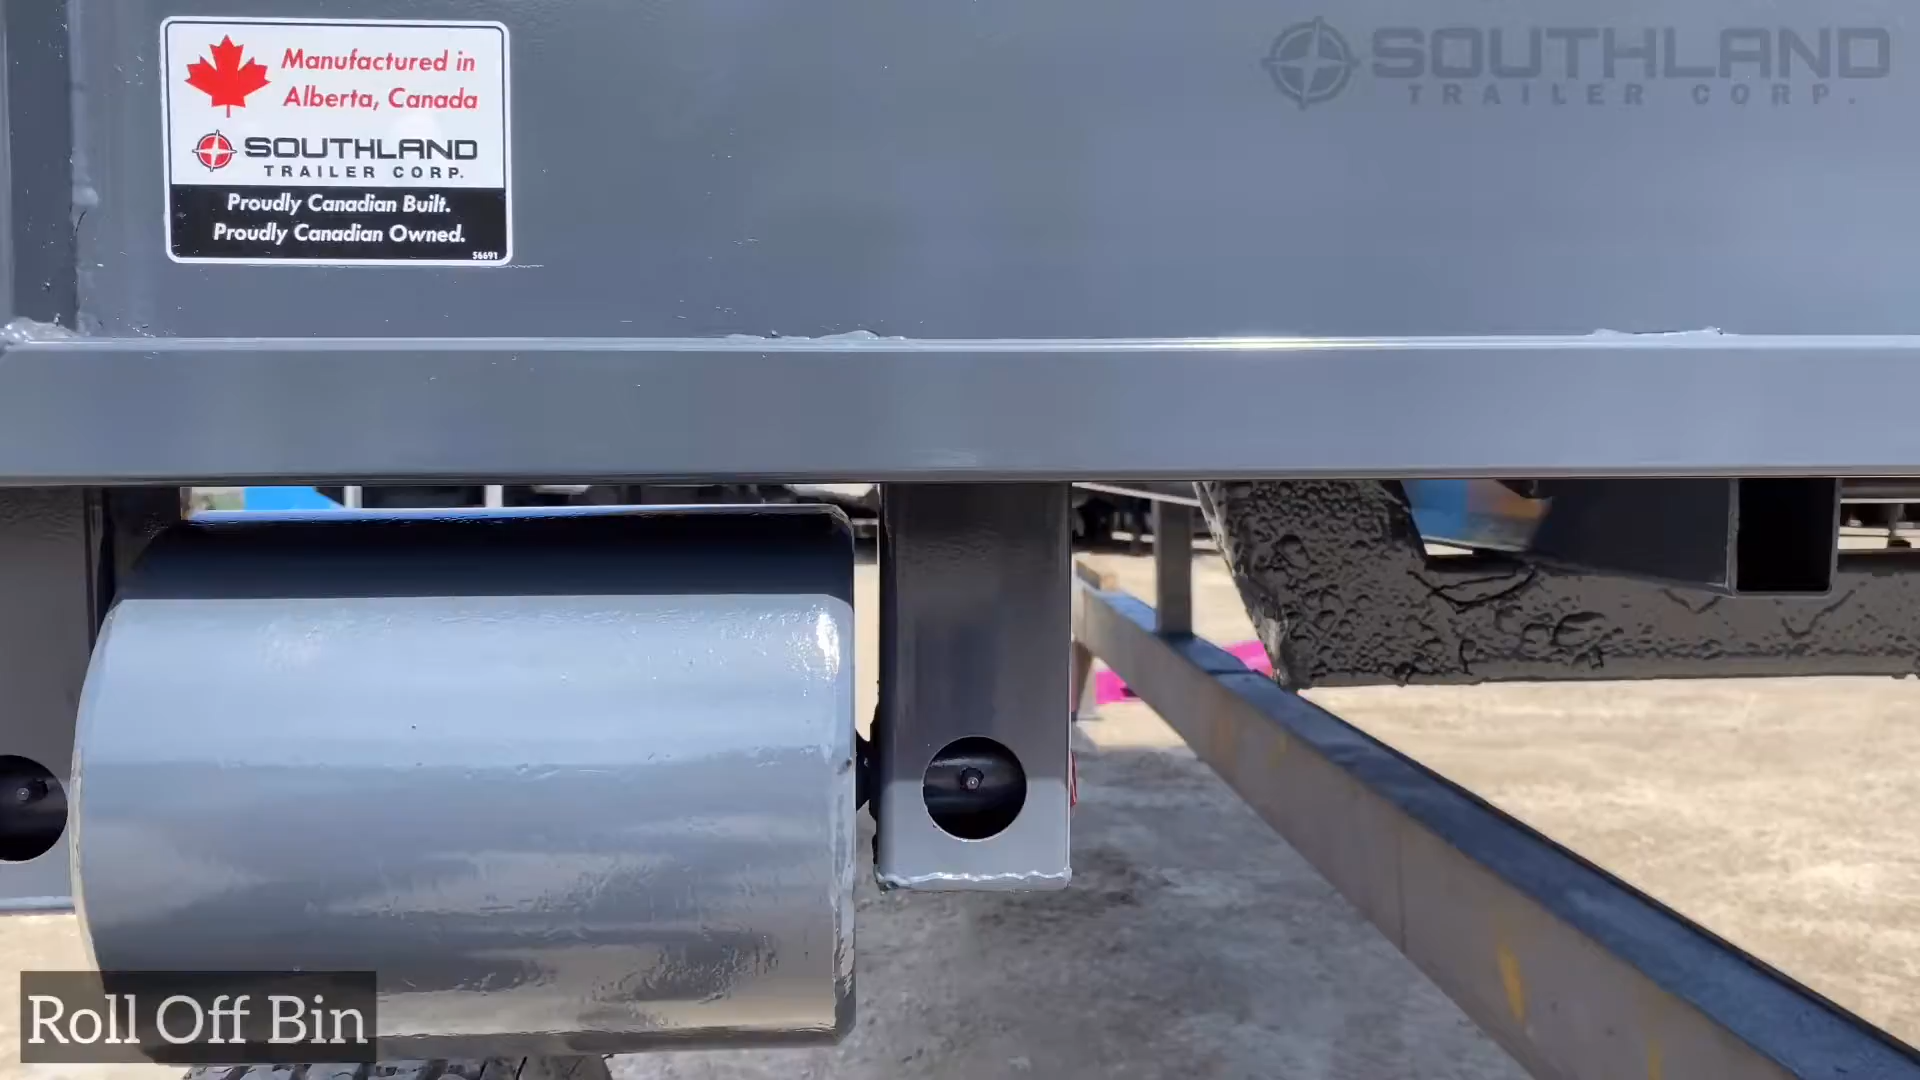 Manufactured in
Alberta, Canada
SOUTHLAND
TRAILER CORP.
Proudly Canadian Built.
Proudly Canadian Owned.
56691
SOUTHLAND
TRAILER CORP.
Roll Off Bin